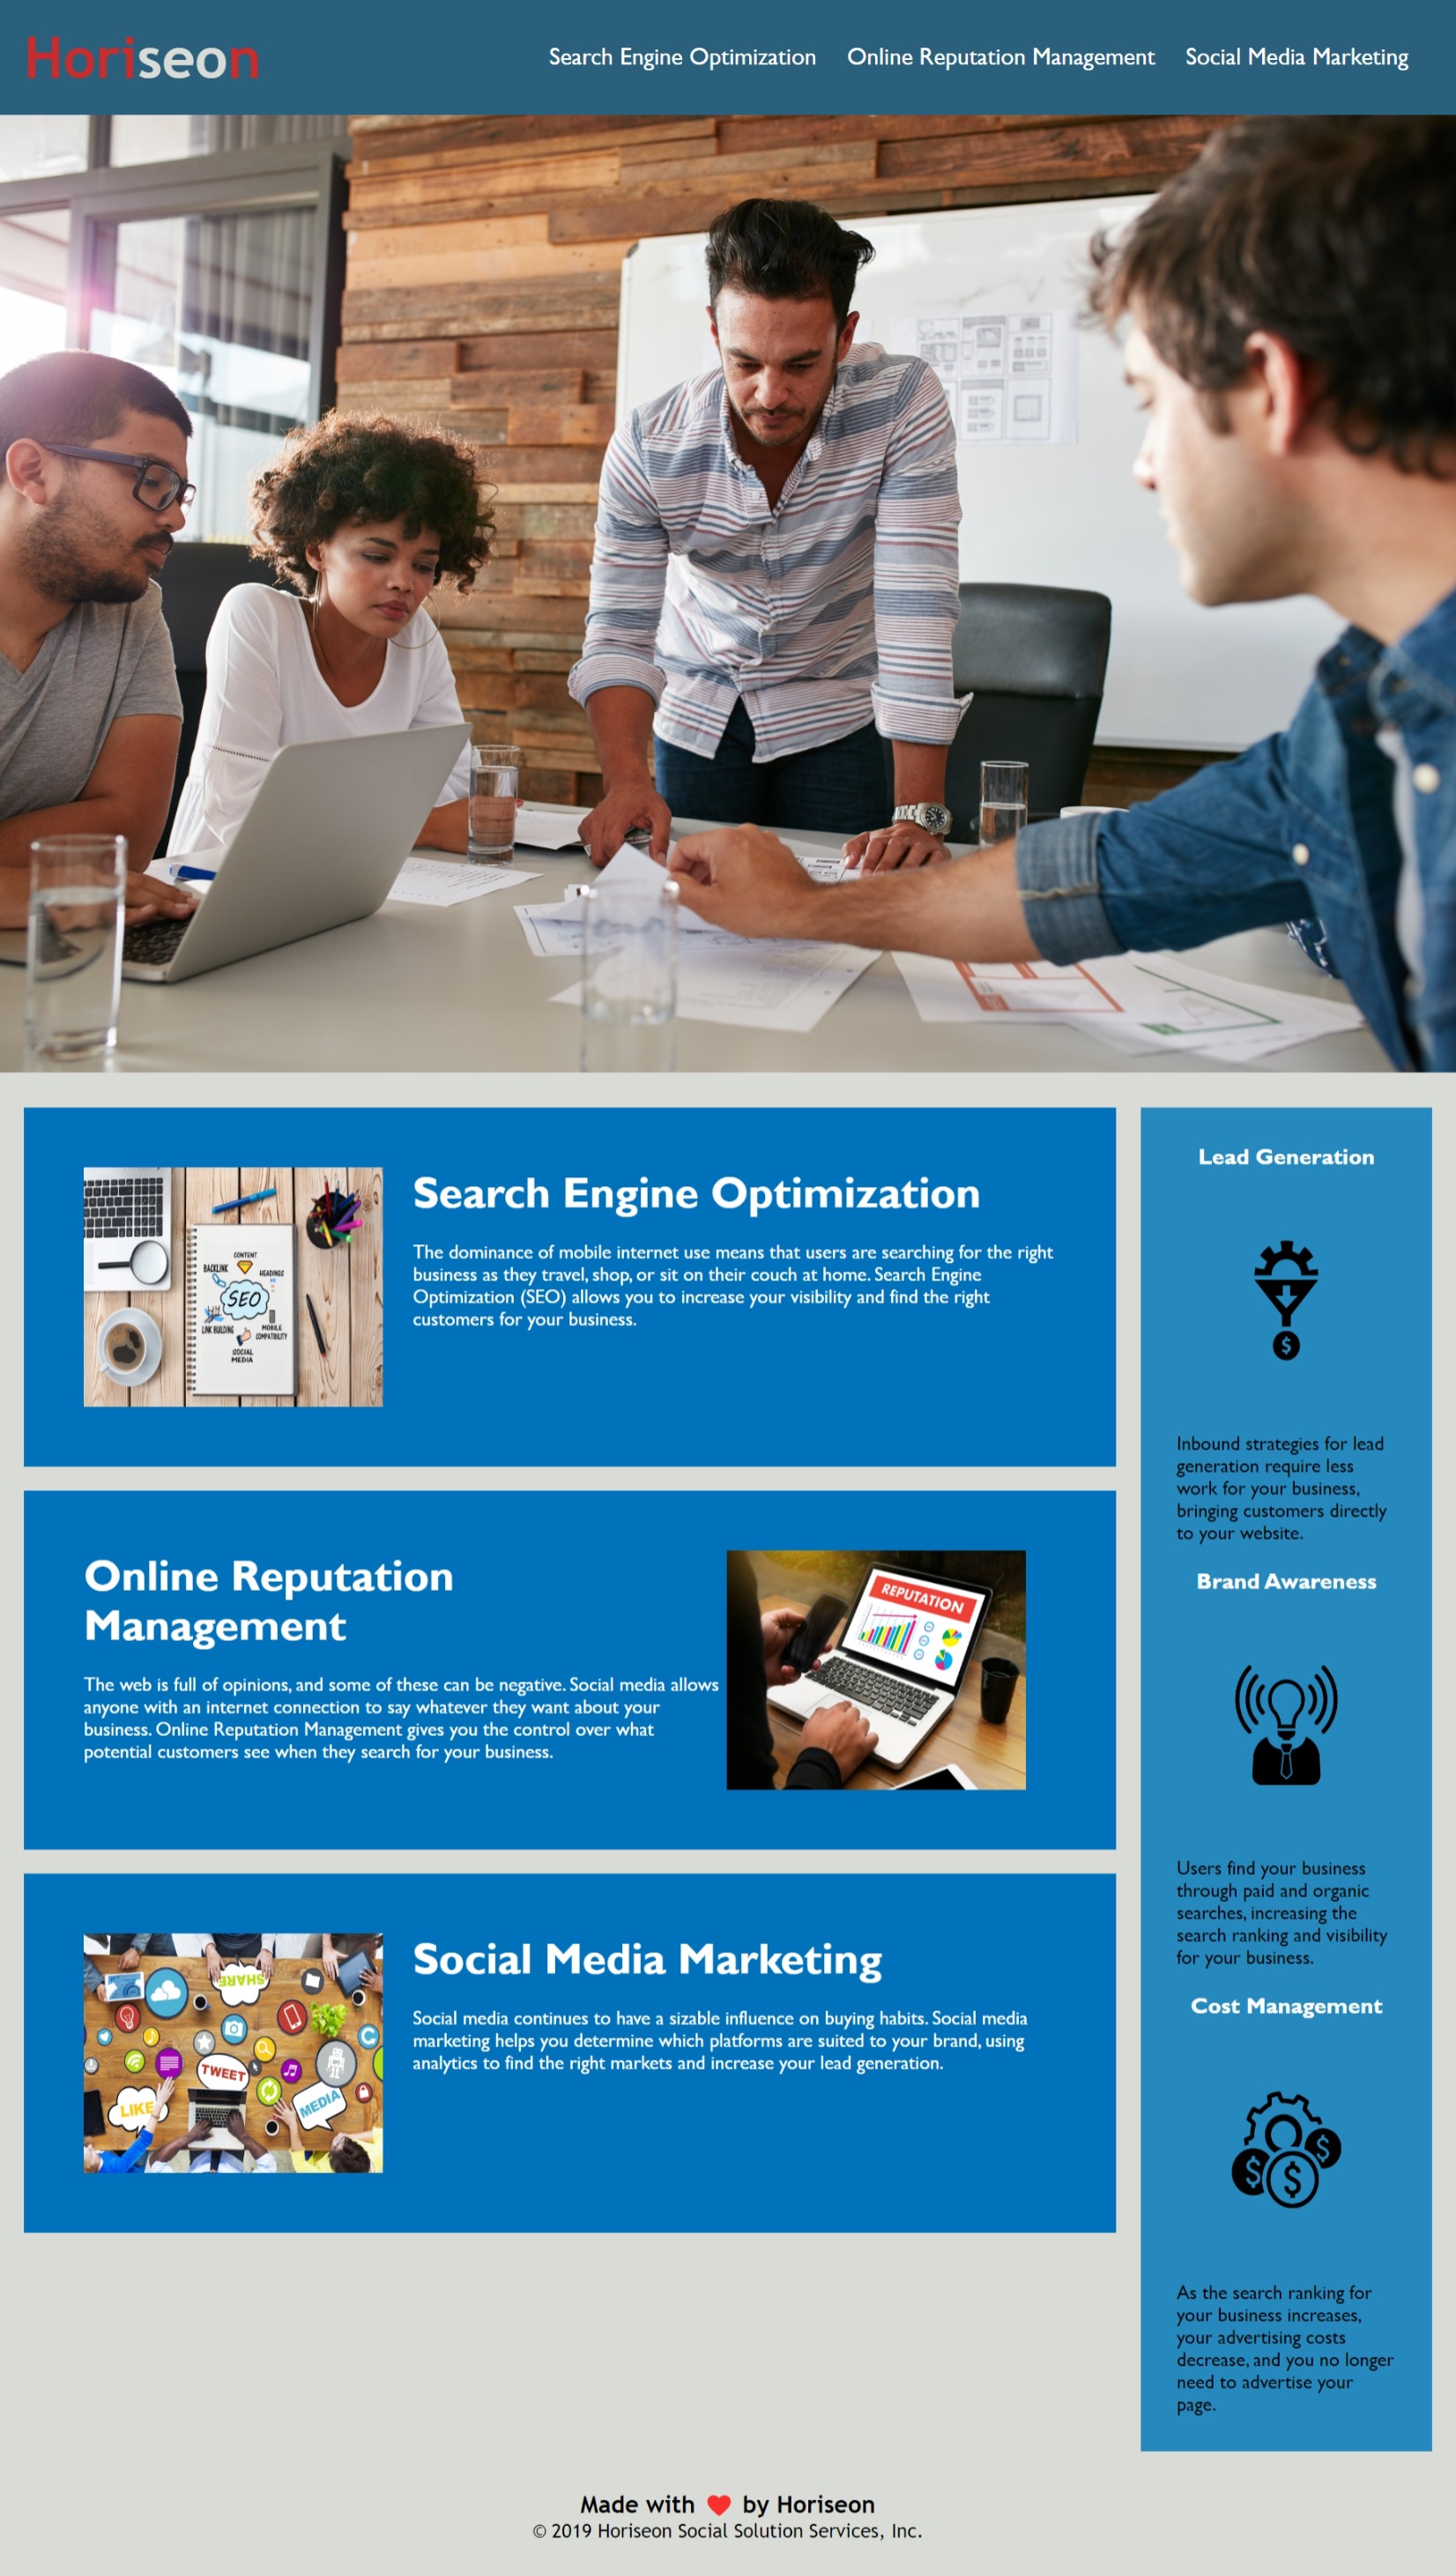 Horiseon
Search Engine Optimization Online Reputation Management Social Media Marketing
Search Engine Optimization
The dominance of mobile internet use means that users are searching for the right
business as they travel, shop, or sit on their couch at home. Search Engine
Optimization (SEO) allows you to increase your visibility and find the right
customers for your business.
CONTENT
BACKLINK
HEADINGS
SEO
LINK BUILDING
MOBILE
COMPATIBILITY
SOCIAL
MEDIA
Online Reputation
Management
The web is full of opinions, and some of these can be negative. Social media allows
anyone with an internet connection to say whatever they want about your
business. Online Reputation Management gives you the control over what
potential customers see when they search for your business.
REPUTATION
Social Media Marketing
Social media continues to have a sizable influence on buying habits. Social media
marketing helps you determine which platforms are suited to your brand, using
analytics to find the right markets and increase your lead generation.
SHARE
TWEET
LIKE
MEDIA
Lead Generation
$
Inbound strategies for lead
generation require less
work for your business,
bringing customers directly
to your website.
Brand Awareness
Users find your business
through paid and organic
searches, increasing the
search ranking and visibility
for your business.
Cost Management
$
$
$
As the search ranking for
your business increases,
your advertising costs
decrease, and you no longer
need to advertise your
page.
Made with ❤️ by Horiseon
© 2019 Horiseon Social Solution Services, Inc.